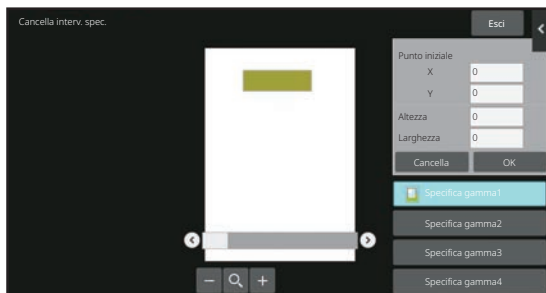 Cancella interv. spec.
Esci
Punto iniziale
X 0
Y 0
Altezza 0
Larghezza 0
Cancella OK
Specifica gamma1
Specifica gamma2
Specifica gamma3
Specifica gamma4